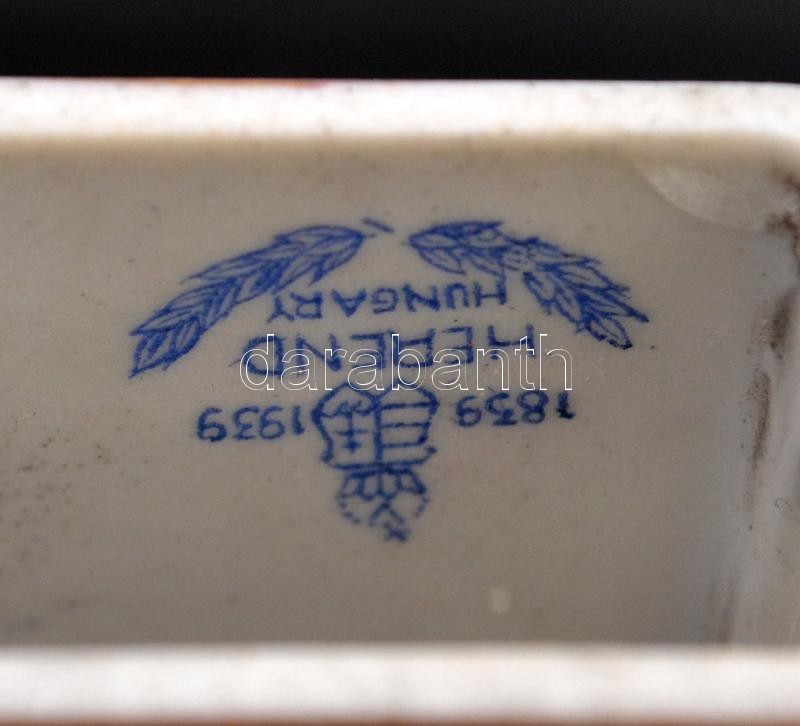 1839 1939
HEREND
HUNGARY
darabanth